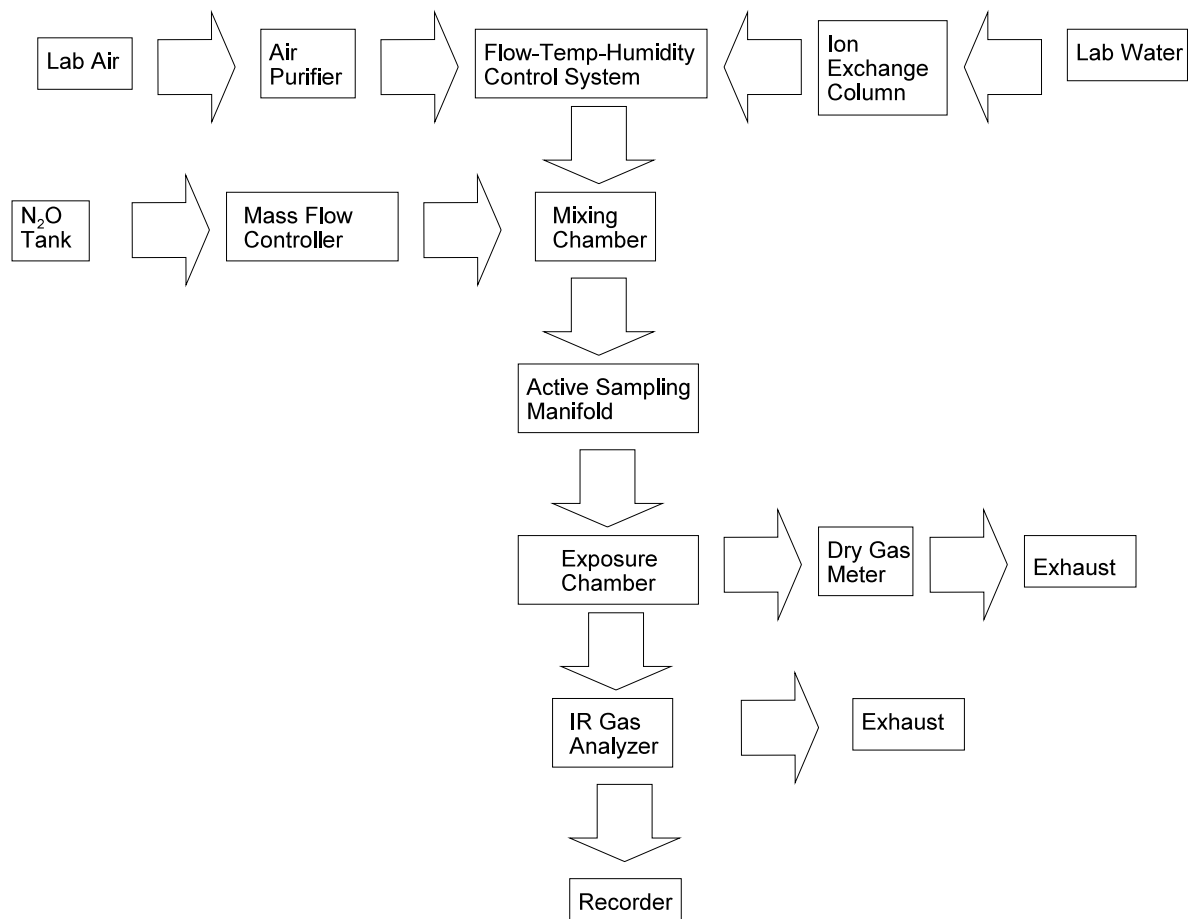 Lab Air
Air
Purifier
Flow-Temp-Humidity
Control System
Ion
Exchange
Column
Lab Water
N₂O
Tank
Mass Flow
Controller
Mixing
Chamber
Active Sampling
Manifold
Exposure
Chamber
Dry Gas
Meter
Exhaust
IR Gas
Analyzer
Exhaust
Recorder